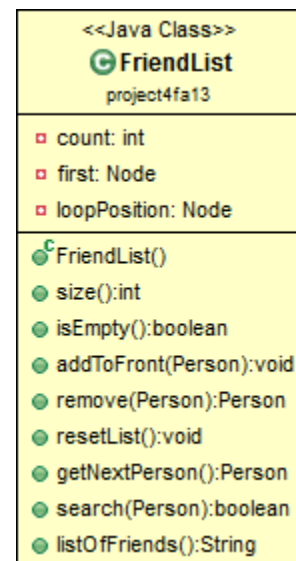 <<Java Class>>
G FriendList
project4fa13
count: int
first: Node
loopPosition: Node
C FriendList()
size():int
isEmpty():boolean
addToFront(Person):void
remove(Person):Person
resetList():void
getNextPerson():Person
search(Person):boolean
listOfFriends():String